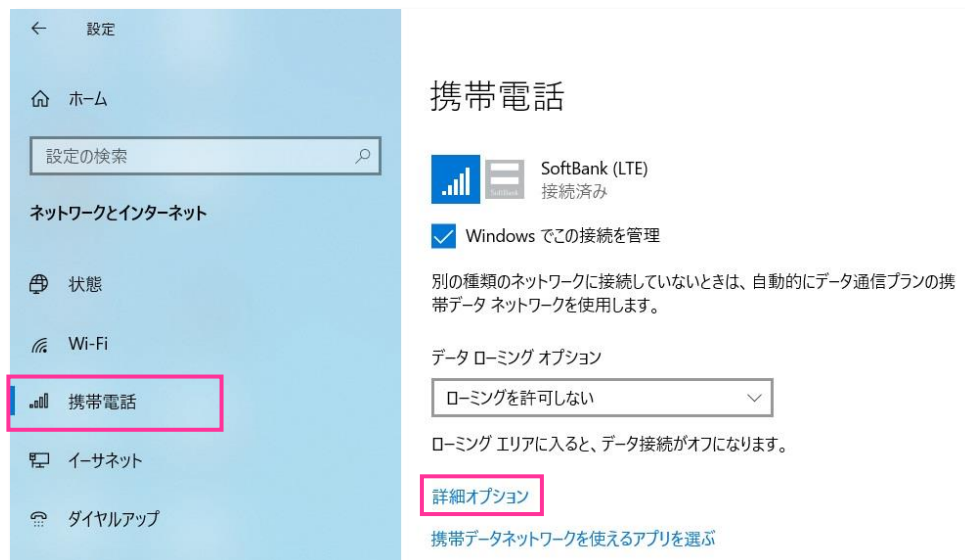 設定
ホーム
設定の検索
ネットワークとインターネット
状態
Wi-Fi
携帯電話
イーサネット
ダイヤルアップ
携帯電話
SoftBank
SoftBank (LTE)
接続済み
Windows でこの接続を管理
別の種類のネットワークに接続していないときは、自動的にデータ通信プランの携
帯データ ネットワークを使用します。
データ ローミング オプション
ローミングを許可しない
ローミング エリアに入ると、データ接続がオフになります。
詳細オプション
携帯データネットワークを使えるアプリを選ぶ